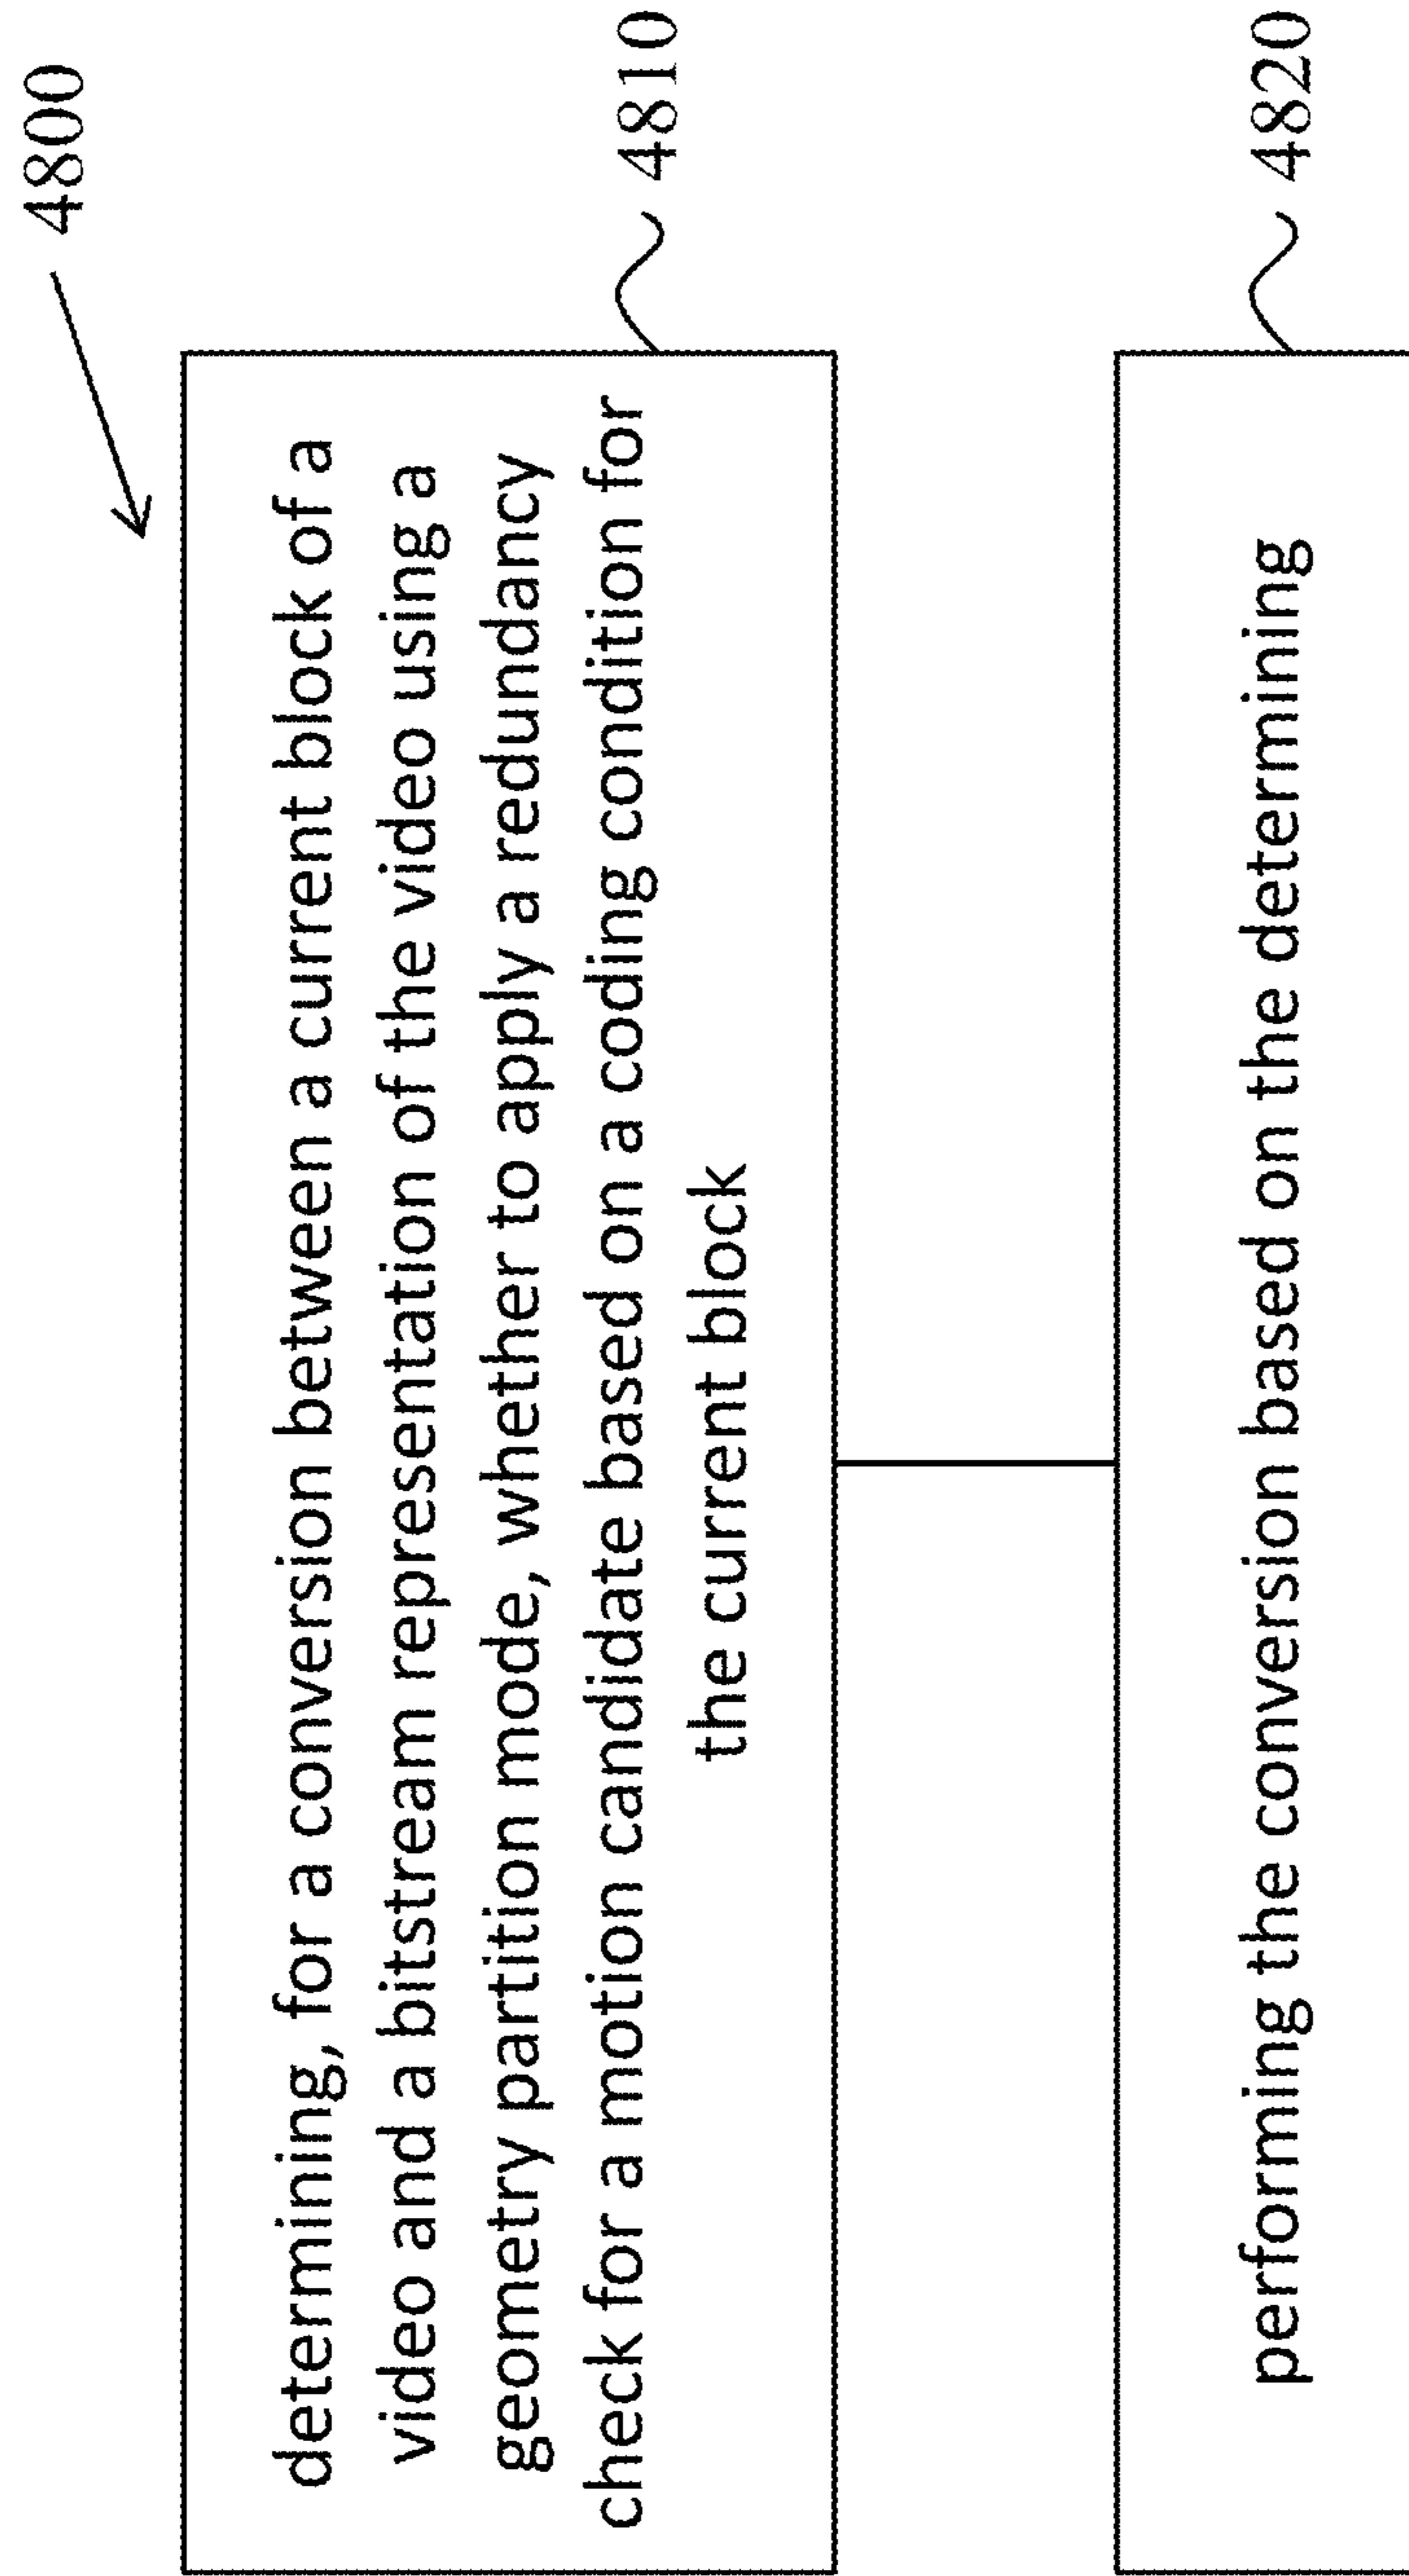 4800
determining, for a conversion between a current block of a
video and a bitstream representation of the video using a
geometry partition mode, whether to apply a redundancy
check for a motion candidate based on a coding condition for
the current block
4810
performing the conversion based on the determining
4820